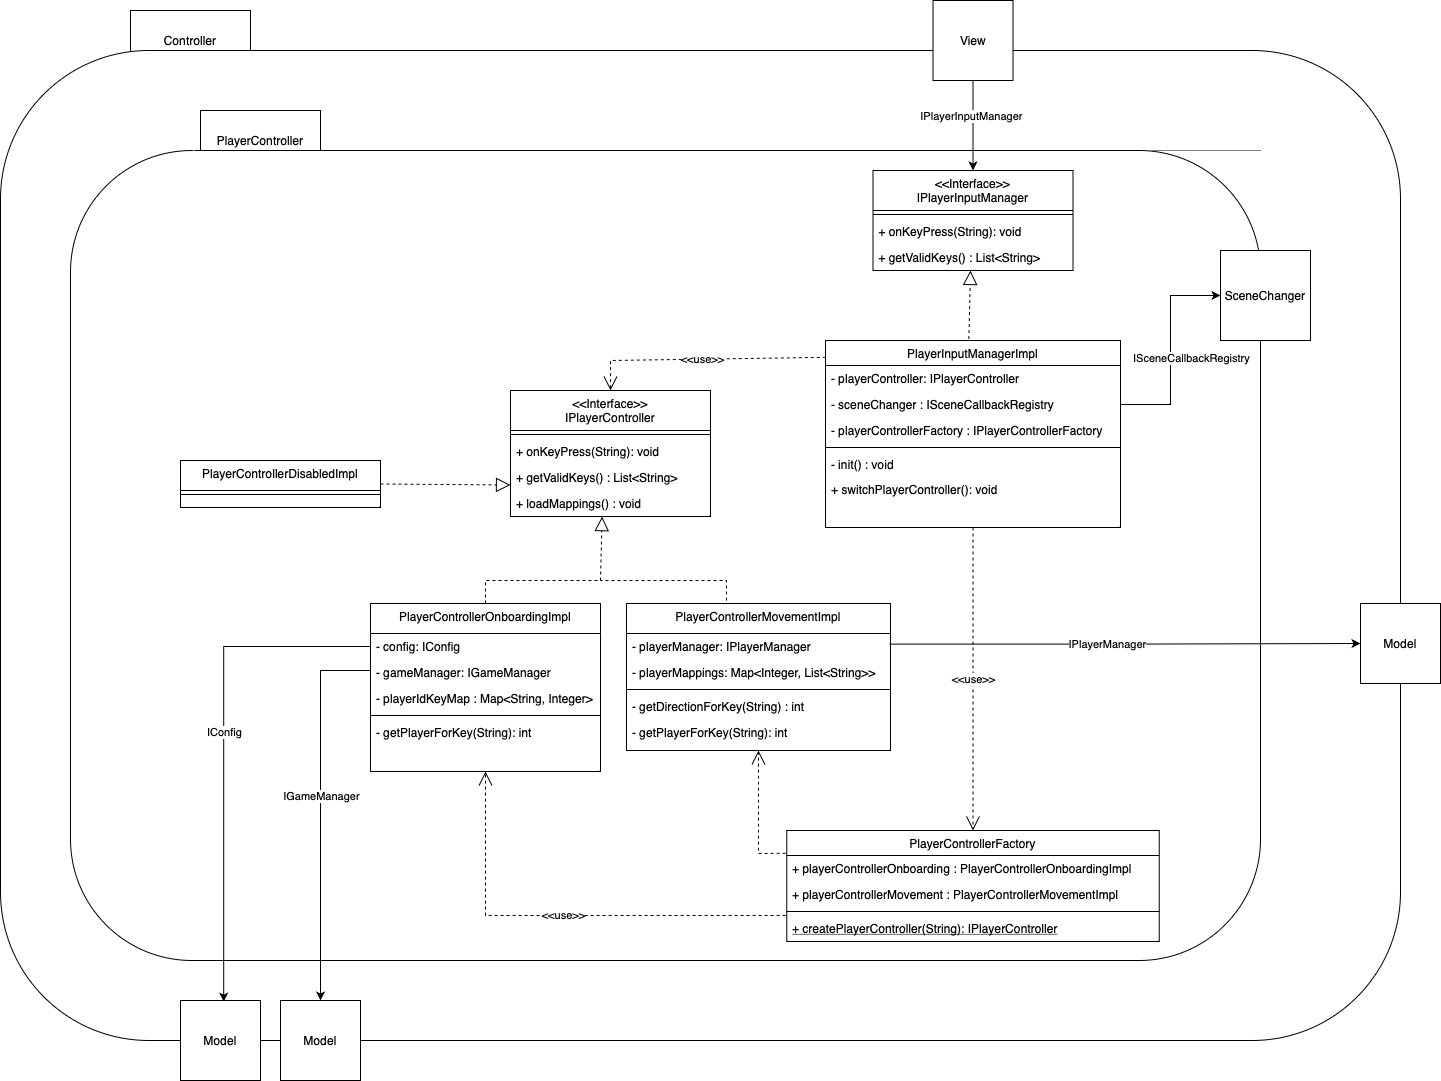 Controller
View
IPlayerInputManager
PlayerController
<<Interface>>
IPlayerInputManager
+ onKeyPress(String): void
+ getValidKeys() : List<String>
SceneChanger
ISceneCallbackRegistry
<<use>>
PlayerInputManagerImpl
- playerController: IPlayerController
- sceneChanger : ISceneCallbackRegistry
- playerControllerFactory : IPlayerControllerFactory
- init() : void
+ switchPlayerController(): void
<<Interface>>
IPlayerController
+ onKeyPress(String): void
+ getValidKeys() : List<String>
+ loadMappings() : void
PlayerControllerDisabledImpl
PlayerControllerOnboardingImpl
- config: IConfig
- gameManager: IGameManager
- playerIdKeyMap : Map<String, Integer>
- getPlayerForKey(String): int
PlayerControllerMovementImpl
- playerManager: IPlayerManager
- playerMappings: Map<Integer, List<String>>
- getDirectionForKey(String) : int
- getPlayerForKey(String): int
IPlayerManager
Model
<<use>>
IConfig
IGameManager
PlayerControllerFactory
+ playerControllerOnboarding : PlayerControllerOnboardingImpl
+ playerControllerMovement : PlayerControllerMovementImpl
+ createPlayerController(String): IPlayerController
<<use>>
Model
Model